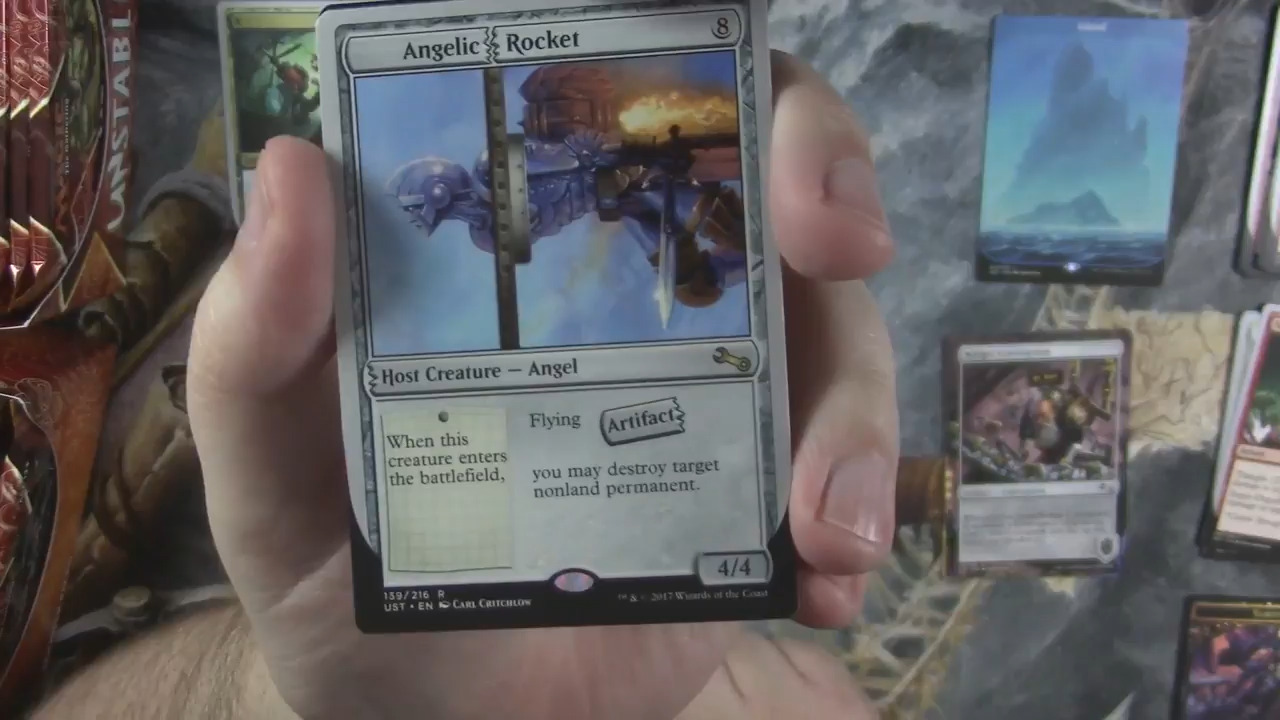 UNSTABL
Angelic Rocket
8
Host Creature — Angel
When this
creature enters
the battlefield,
Flying
Artifact
you may destroy target
nonland permanent.
4/4
139/216 R
UST • EN Carl Critchlow
™ & © 2017 Wizards of the Coast